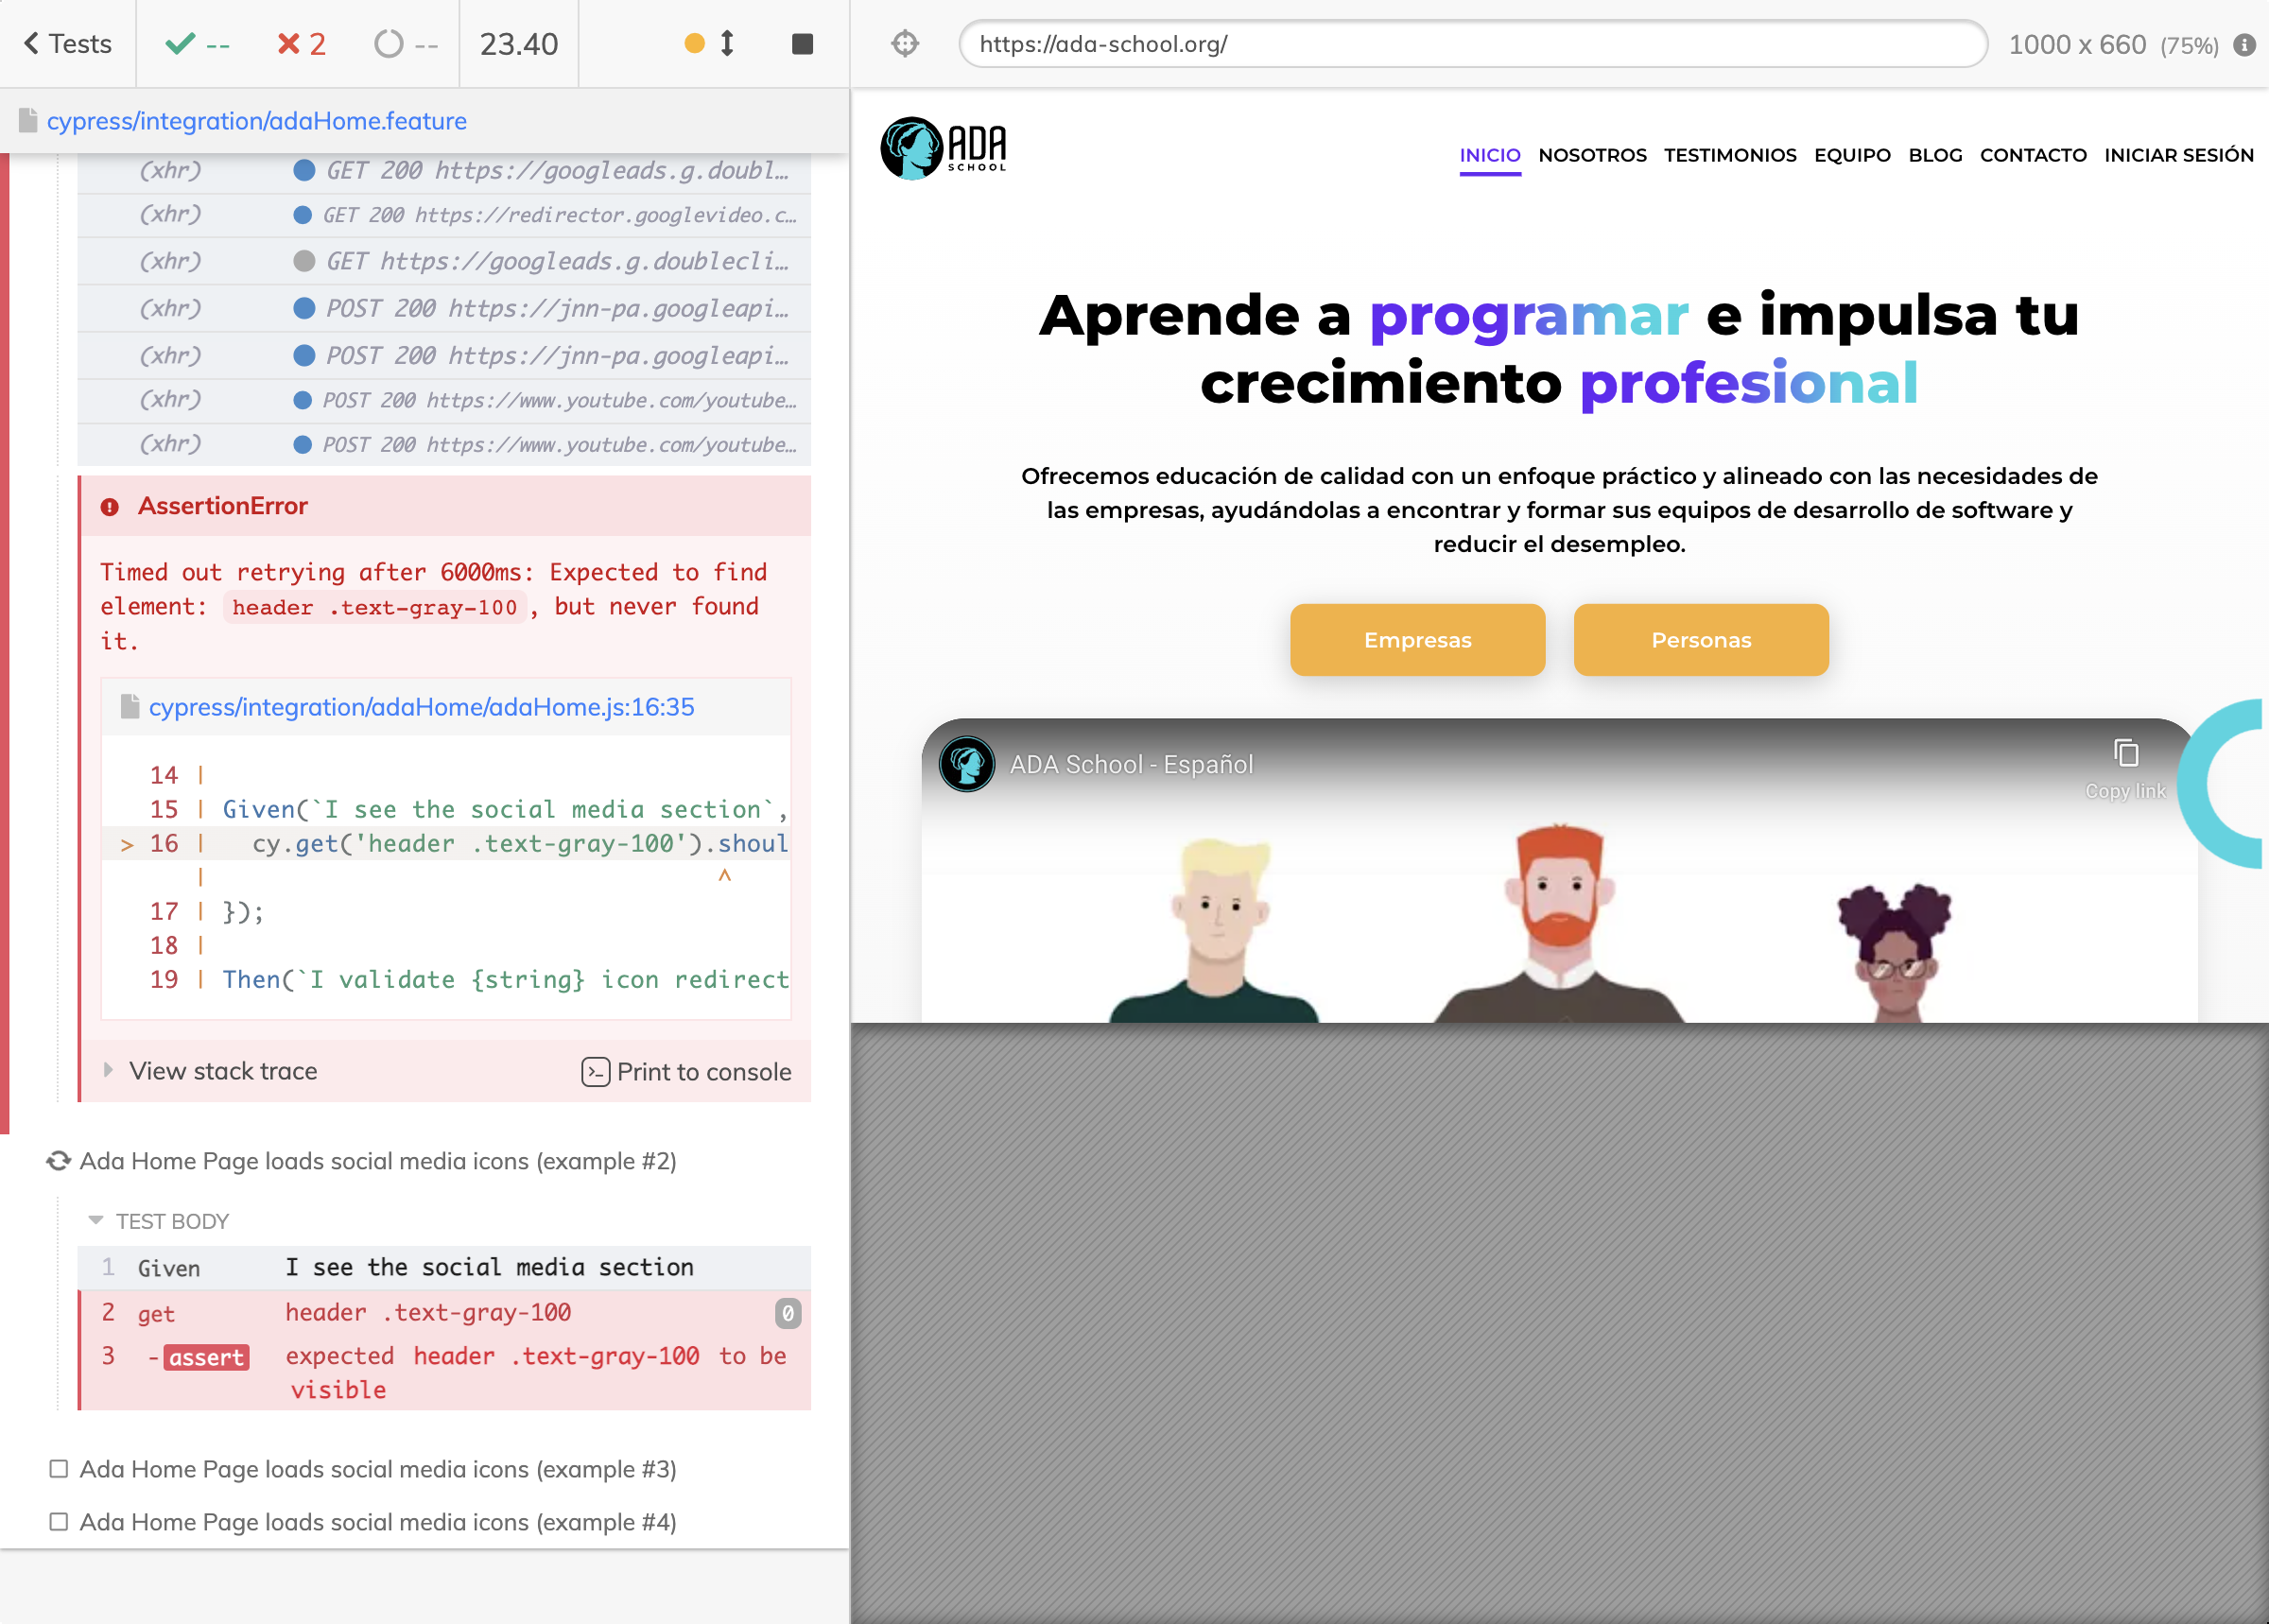 Tests
--
2
--
23.40
cypress/integration/adaHome.feature
(xhr) GET 200 https://googleads.g.doubl…
(xhr) GET 200 https://redirector.googlevideo.c…
(xhr) GET https://googleads.g.doublecli…
(xhr) POST 200 https://jnn-pa.googleapi…
(xhr) POST 200 https://jnn-pa.googleapi…
(xhr) POST 200 https://www.youtube.com/youtube…
(xhr) POST 200 https://www.youtube.com/youtube…
AssertionError
Timed out retrying after 6000ms: Expected to find
element: header .text-gray-100, but never found
it.
cypress/integration/adaHome/adaHome.js:16:35
14 |
15 | Given(`I see the social media section`,
> 16 |   cy.get('header .text-gray-100').shoul
| ^
17 | });
18 |
19 | Then(`I validate {string} icon redirect
View stack trace
Print to console
Ada Home Page loads social media icons (example #2)
TEST BODY
1 Given I see the social media section
2 get header .text-gray-100 0
3 -assert expected header .text-gray-100 to be
visible
Ada Home Page loads social media icons (example #3)
Ada Home Page loads social media icons (example #4)
https://ada-school.org/
1000 x 660 (75%)
ADA
SCHOOL
INICIO NOSOTROS TESTIMONIOS EQUIPO BLOG CONTACTO INICIAR SESIÓN
Aprende a programar e impulsa tu
crecimiento profesional
Ofrecemos educación de calidad con un enfoque práctico y alineado con las necesidades de
las empresas, ayudándolas a encontrar y formar sus equipos de desarrollo de software y
reducir el desempleo.
Empresas
Personas
ADA School - Español
Copy link